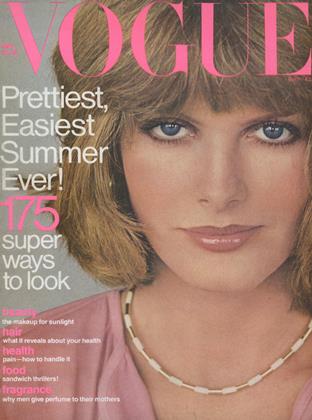 VOGUE
Prettiest,
Easiest
Summer
Ever!
175
super
ways
to look
beauty
the makeup for sunlight
hair
what it reveals about your health
health
pain—how to handle it
food
sandwich thrillers!
fragrance
why men give perfume to their mothers